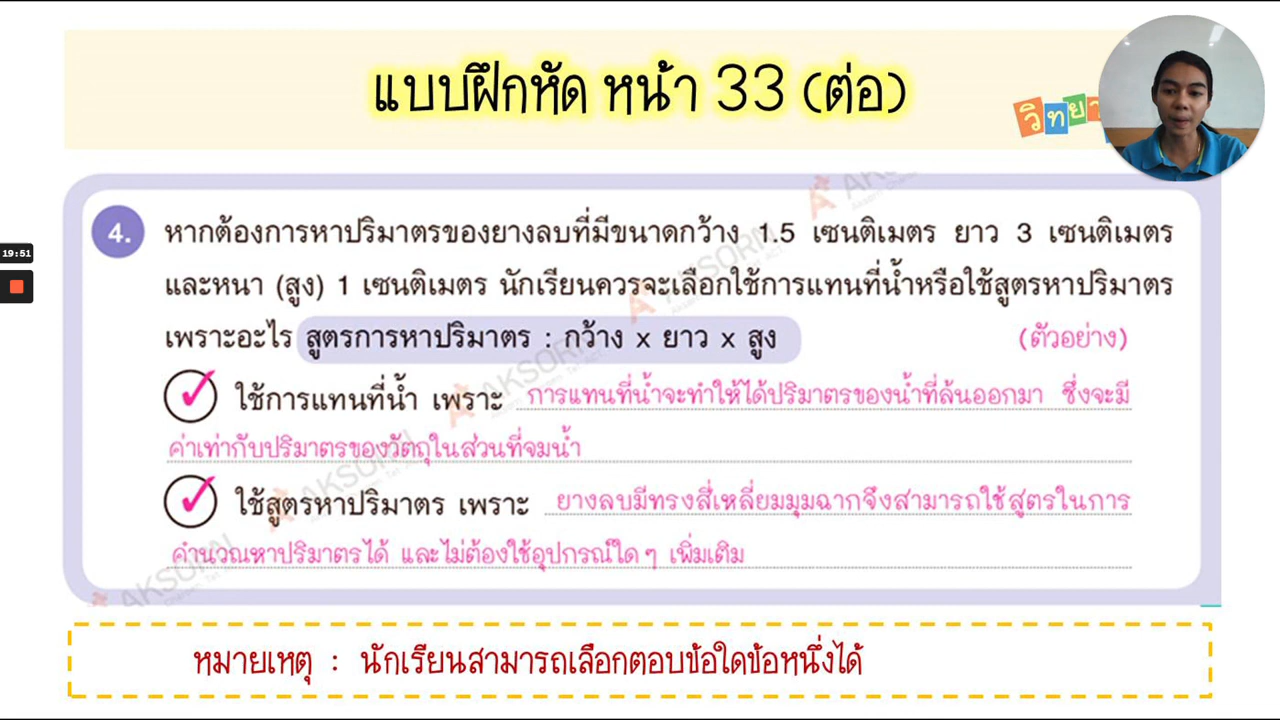 แบบฝึกหัด หน้า 33 (ต่อ)
วิทยา
19:51
4. หากต้องการหาปริมาตรของยางลบที่มีขนาดกว้าง 1.5 เซนติเมตร ยาว 3 เซนติเมตร
และหนา (สูง) 1 เซนติเมตร นักเรียนควรจะเลือกใช้การแทนที่น้ำหรือใช้สูตรหาปริมาตร
เพราะอะไร สูตรการหาปริมาตร : กว้าง x ยาว x สูง (ตัวอย่าง)
✓ ใช้การแทนที่น้ำ เพราะ การแทนที่น้ำจะทำให้ได้ปริมาตรของน้ำที่ล้นออกมา ซึ่งจะมี
ค่าเท่ากับปริมาตรของวัตถุในส่วนที่จมน้ำ
✓ ใช้สูตรหาปริมาตร เพราะ ยางลบมีทรงสี่เหลี่ยมมุมฉากจึงสามารถใช้สูตรในการ
คำนวณหาปริมาตรได้ และไม่ต้องใช้อุปกรณ์ใด ๆ เพิ่มเติม
AKSORN
หมายเหตุ : นักเรียนสามารถเลือกตอบข้อใดข้อหนึ่งได้